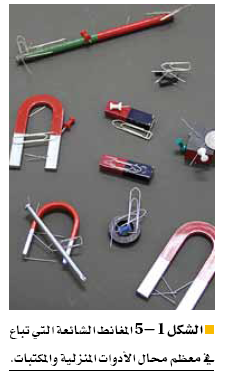 ■ الشكل 1–5 المغانط الشائعة التي تباع
في معظم محال الأدوات المنزلية والمكتبات.